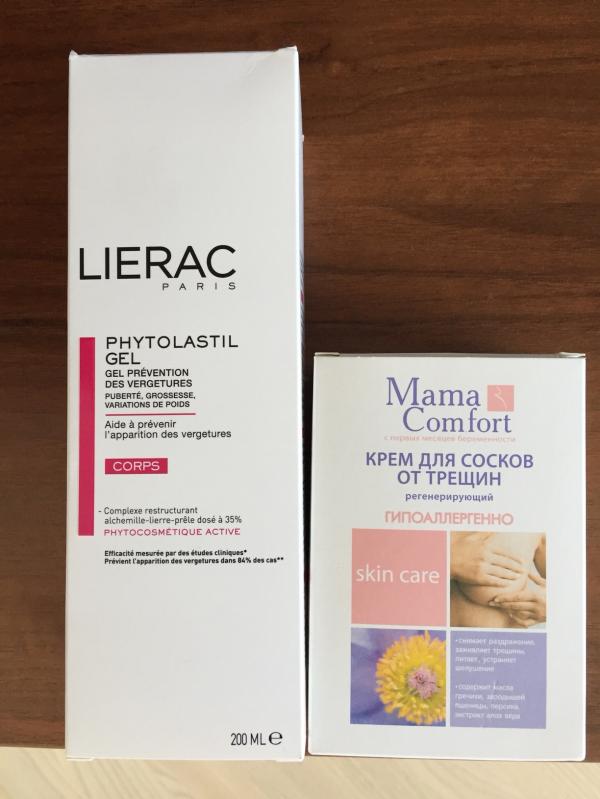 LIERAC
PARIS
PHYTOLASTIL
GEL
GEL PRÉVENTION
DES VERGETURES
PUBERTÉ, GROSSESSE,
VARIATIONS DE POIDS
Aide à prévenir
l'apparition des vergetures
CORPS
- Complexe restructurant
alchemille-lierre-prêle dosé à 35%
PHYTOCOSMÉTIQUE ACTIVE
Efficacité mesurée par des études cliniques*
Prévient l'apparition des vergetures dans 84% des cas**
200 ML ℮
Mama
Comfort
с первых месяцев беременности
КРЕМ ДЛЯ СОСКОВ
ОТ ТРЕЩИН
регенерирующий
ГИПОАЛЛЕРГЕННО
skin care
•снимает раздражение,
заживляет трещины,
питает, устраняет
шелушение
•содержит масла
гречихи, зародышей
пшеницы, персика,
экстракт алоэ вера